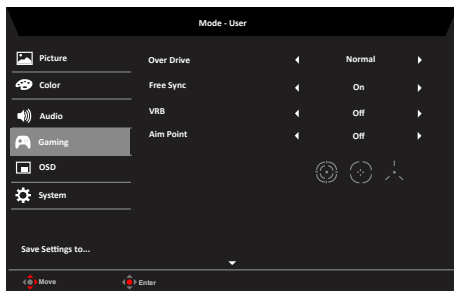 Mode - User
Picture
Over Drive Normal
Color
Free Sync On
Audio
VRB Off
Gaming
Aim Point Off
OSD
System
Save Settings to...
Move Enter